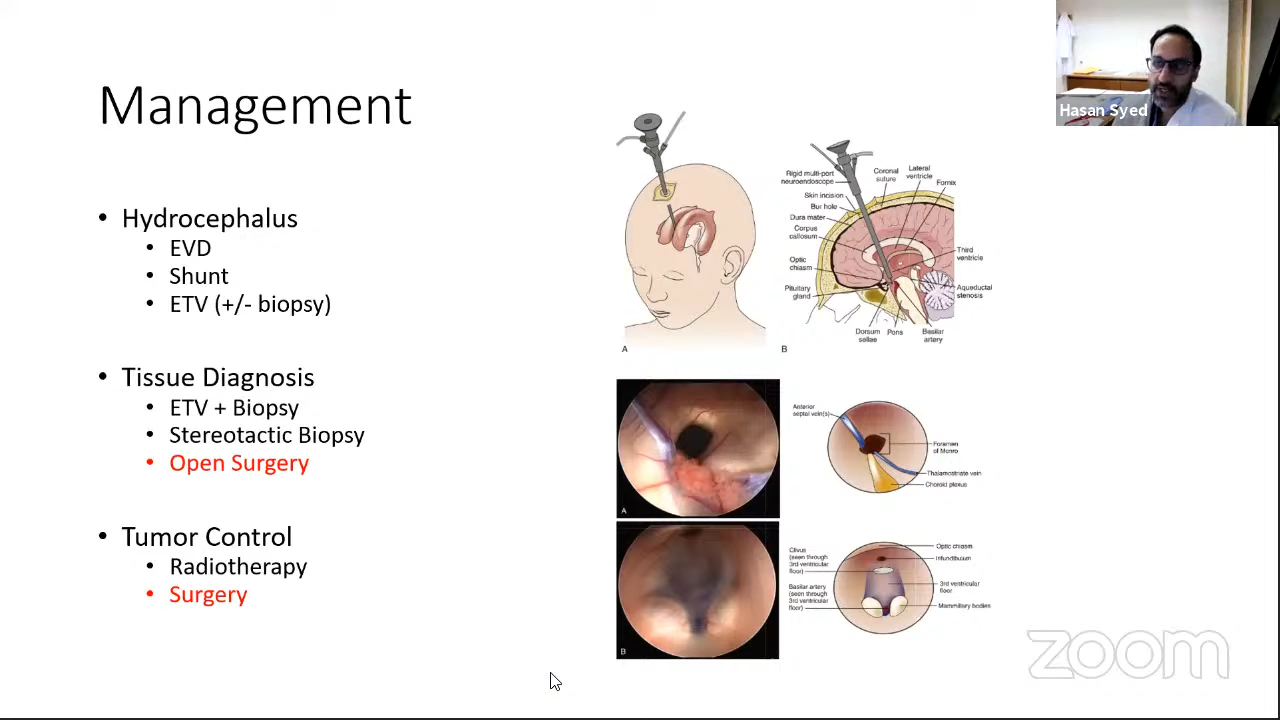 Hasan Syed
Management
• Hydrocephalus
• EVD
• Shunt
• ETV (+/- biopsy)
• Tissue Diagnosis
• ETV + Biopsy
• Stereotactic Biopsy
• Open Surgery
• Tumor Control
• Radiotherapy
• Surgery
Rigid multi-port
neuroendoscope
Skin incision
Bur hole
Dura mater
Corpus
callosum
Optic
chiasm
Pituitary
gland
Coronal
suture
Lateral
ventricle
Fornix
Third
ventricle
Aqueductal
stenosis
Dorsum
sellae
Pons
Basilar
artery
A
B
Anterior
septal vein(s)
Foramen
of Monro
Thalamostriate vein
Choroid plexus
A
Clivus
(seen through
3rd ventricular
floor)
Basilar artery
(seen through
3rd ventricular
floor)
Optic chiasm
Infundibulum
3rd ventricular
floor
Mammillary bodies
B
zoom